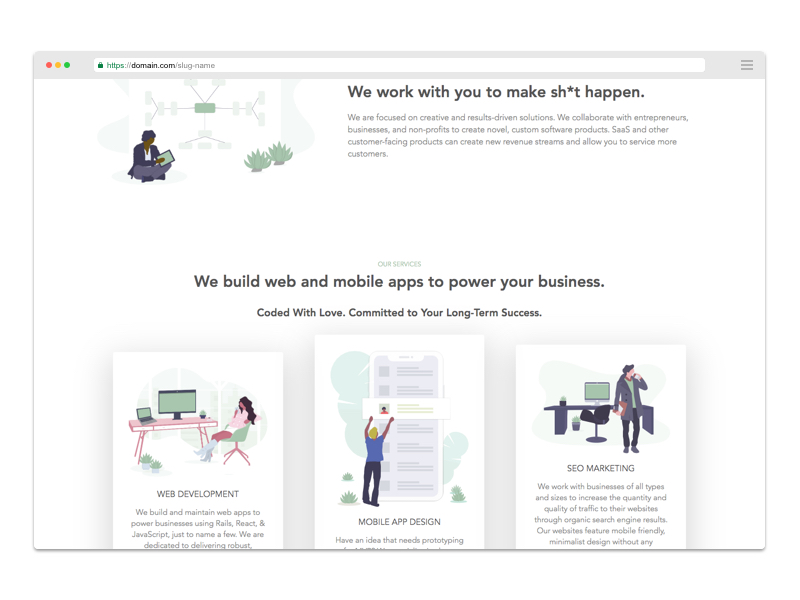 https://domain.com/slug-name
We work with you to make sh*t happen.
We are focused on creative and results-driven solutions. We collaborate with entrepreneurs,
businesses, and non-profits to create novel, custom software products. SaaS and other
customer-facing products can create new revenue streams and allow you to service more
customers.
OUR SERVICES
We build web and mobile apps to power your business.
Coded With Love. Committed to Your Long-Term Success.
WEB DEVELOPMENT
We build and maintain web apps to
power businesses using Rails, React, &
JavaScript, just to name a few. We are
dedicated to delivering robust,
MOBILE APP DESIGN
Have an idea that needs prototyping
SEO MARKETING
We work with businesses of all types
and sizes to increase the quantity and
quality of traffic to their websites
through organic search engine results.
Our websites feature mobile friendly,
minimalist design without any